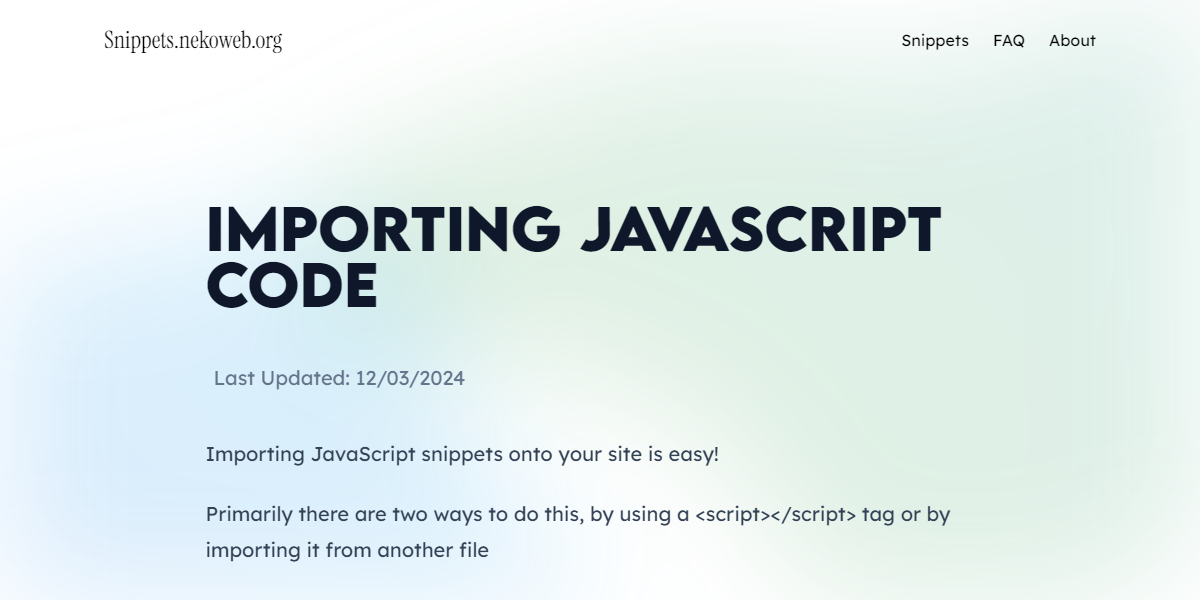 Snippets.nekoweb.org
Snippets FAQ About
IMPORTING JAVASCRIPT
CODE
Last Updated: 12/03/2024
Importing JavaScript snippets onto your site is easy!
Primarily there are two ways to do this, by using a <script></script> tag or by
importing it from another file